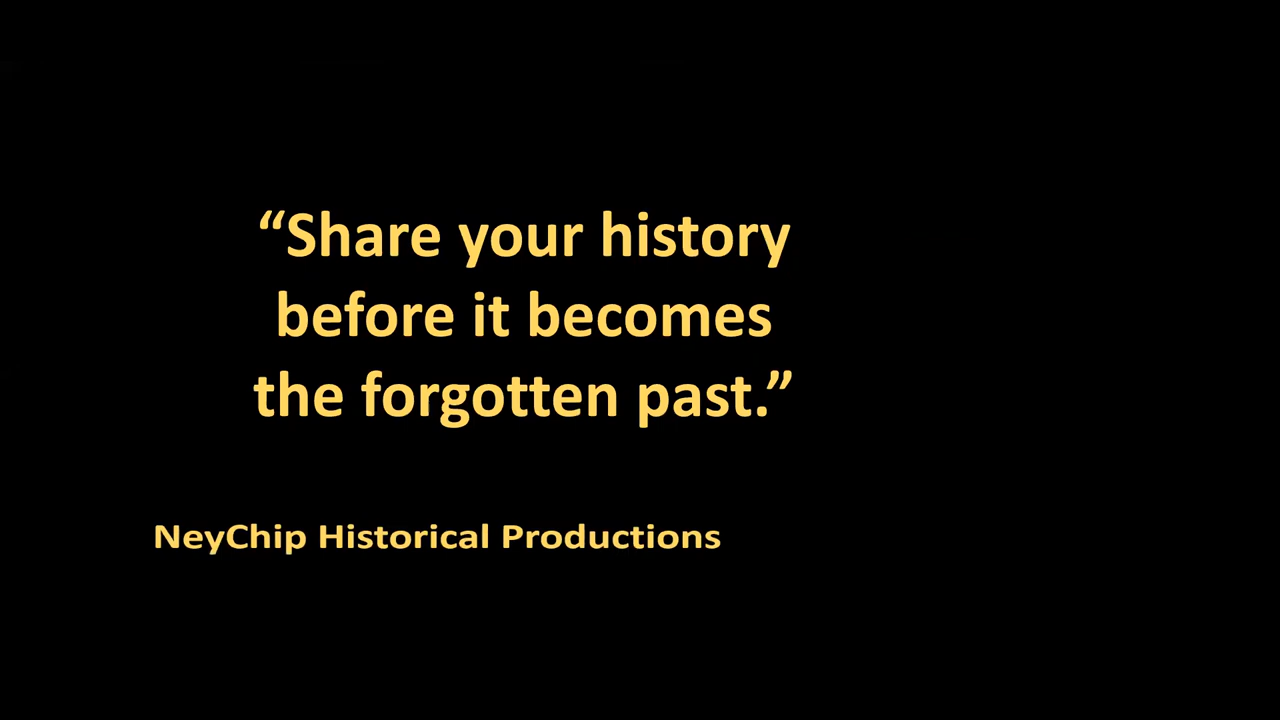 “Share your history
before it becomes
the forgotten past.”
NeyChip Historical Productions